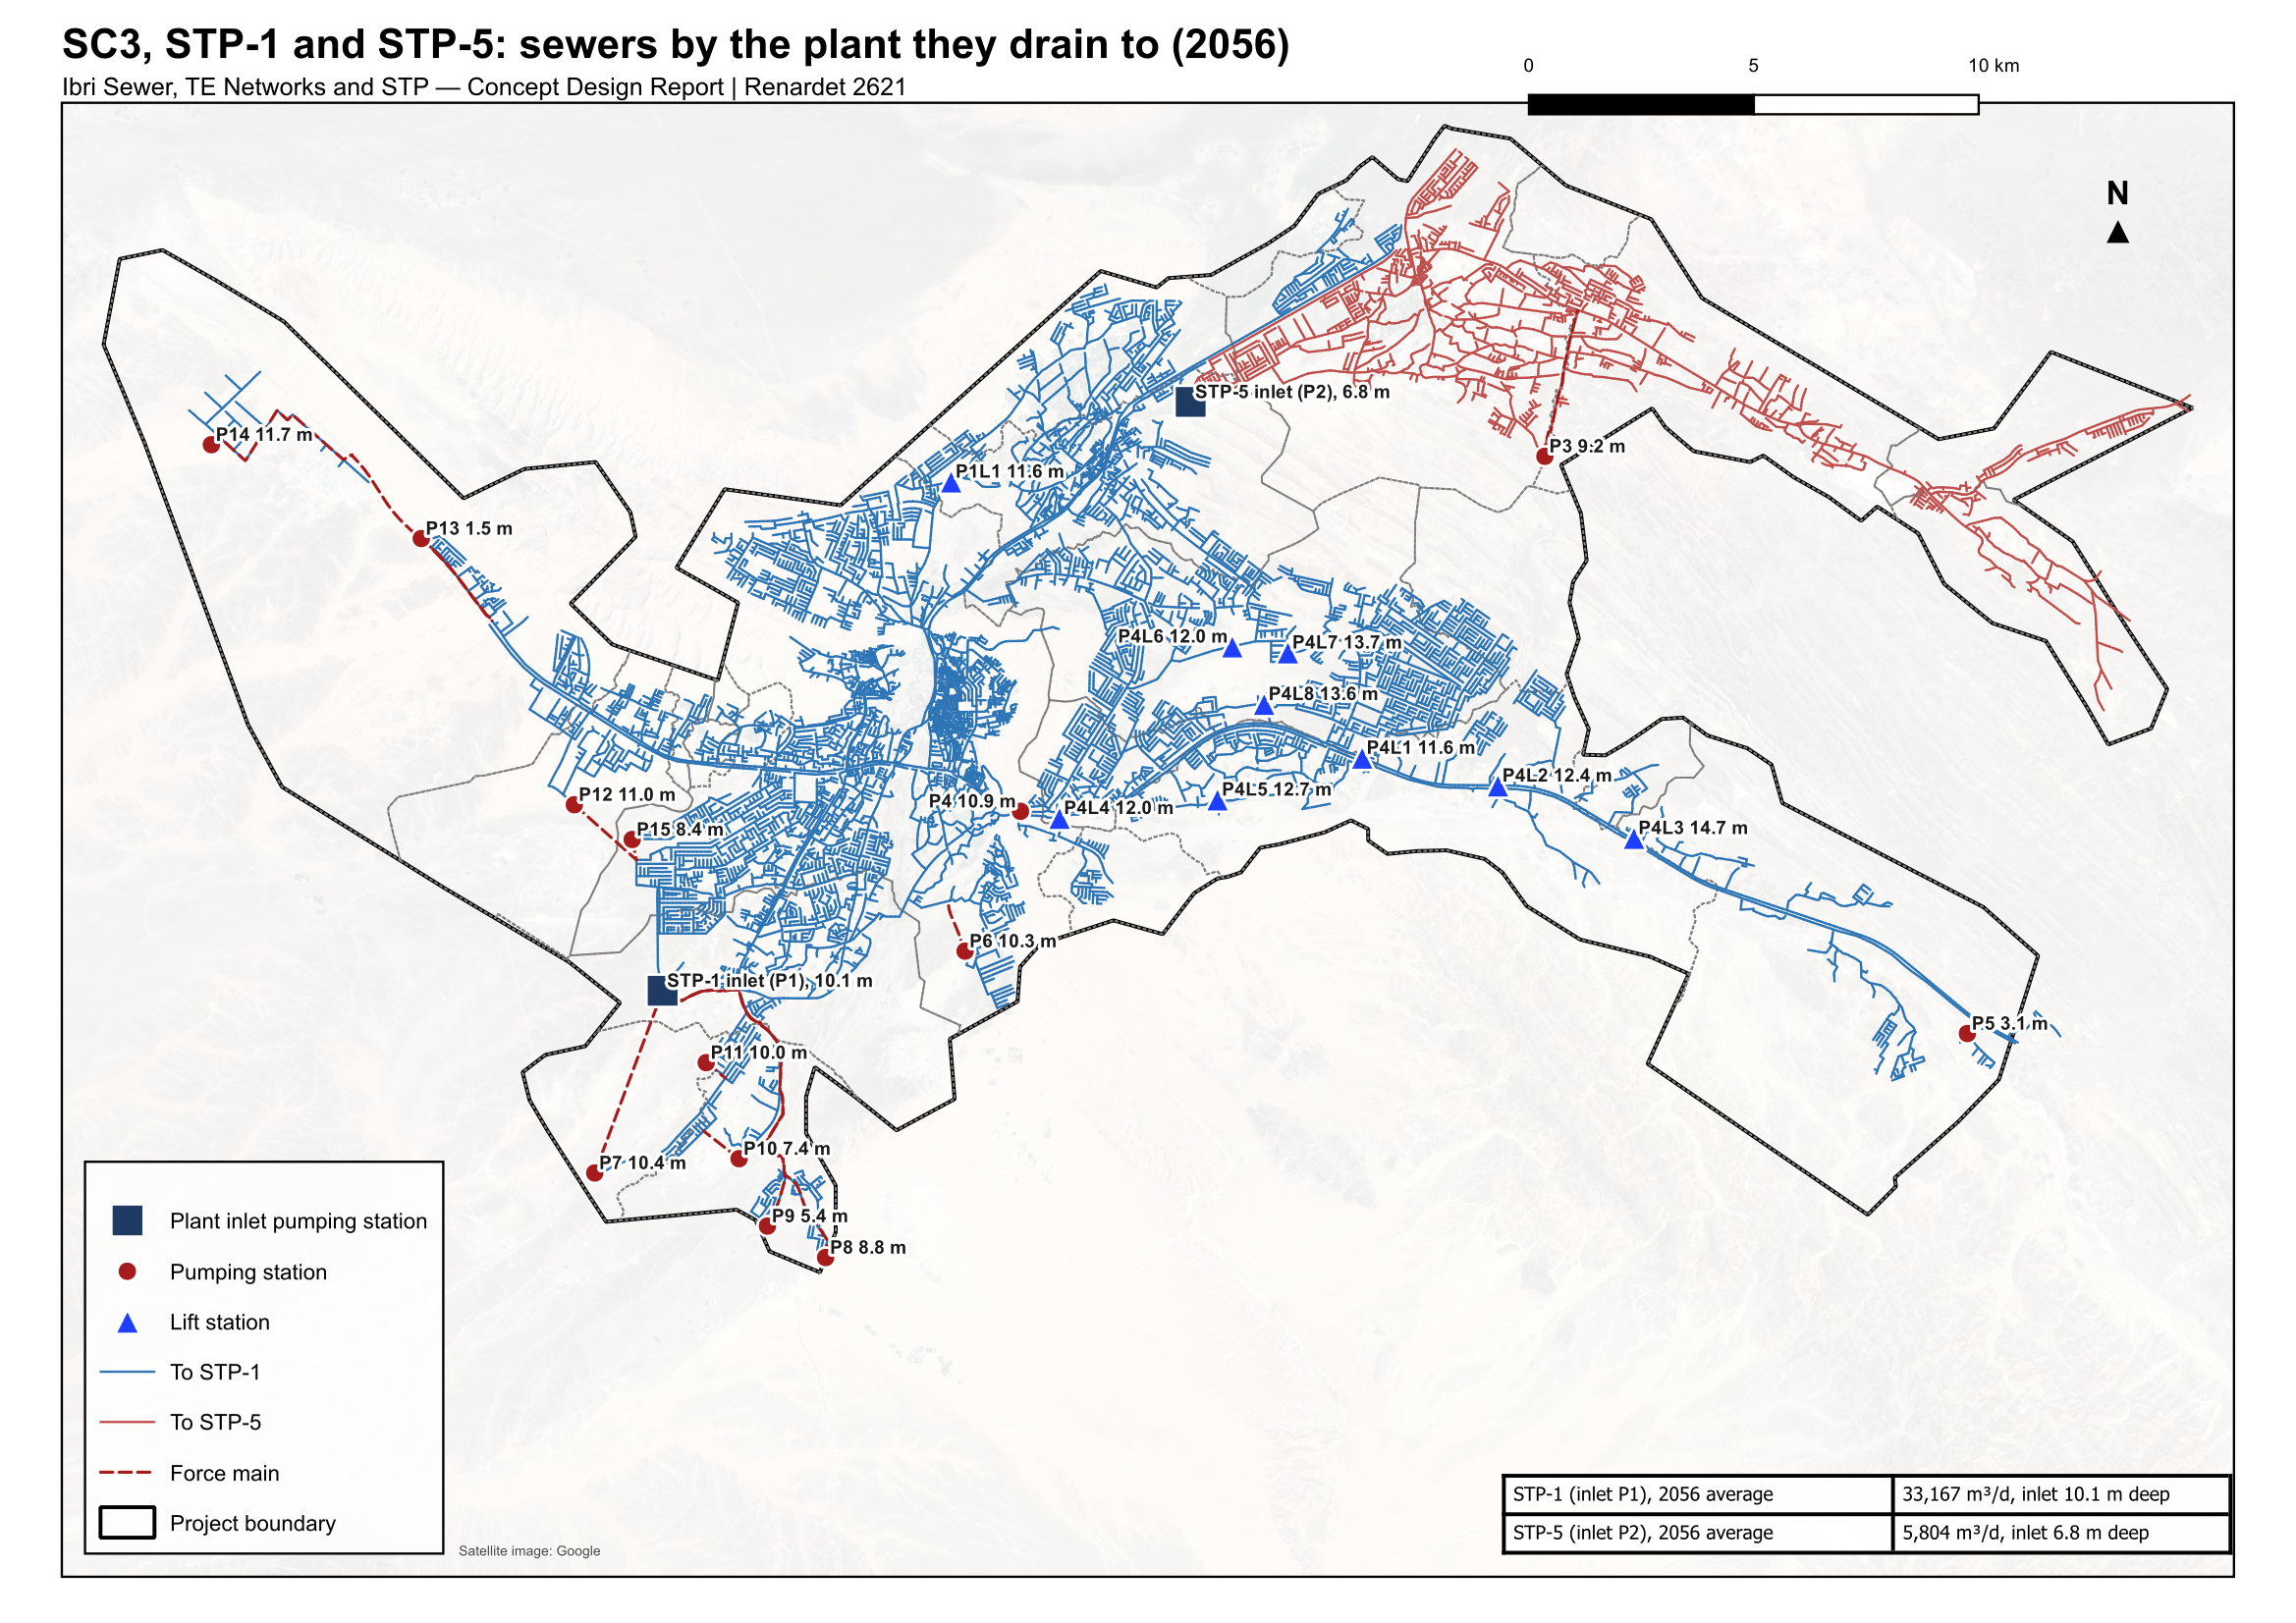 SC3, STP-1 and STP-5: sewers by the plant they drain to (2056)
Ibri Sewer, TE Networks and STP — Concept Design Report | Renardet 2621
0 5 10 km
N
STP-5 inlet (P2), 6.8 m
P14 11.7 m
P3 9.2 m
P1L1 11.6 m
P13 1.5 m
P4L6 12.0 m
P4L7 13.7 m
P4L8 13.6 m
P4L1 11.6 m
P4L2 12.4 m
P12 11.0 m
P4 10.9 m
P4L4 12.0 m
P4L5 12.7 m
P15 8.4 m
P4L3 14.7 m
P6 10.3 m
STP-1 inlet (P1), 10.1 m
P5 3.1 m
P11 10.0 m
P10 7.4 m
P7 10.4 m
P9 5.4 m
P8 8.8 m
Plant inlet pumping station
Pumping station
Lift station
To STP-1
To STP-5
Force main
Project boundary
Satellite image: Google
STP-1 (inlet P1), 2056 average 33,167 m³/d, inlet 10.1 m deep
STP-5 (inlet P2), 2056 average 5,804 m³/d, inlet 6.8 m deep